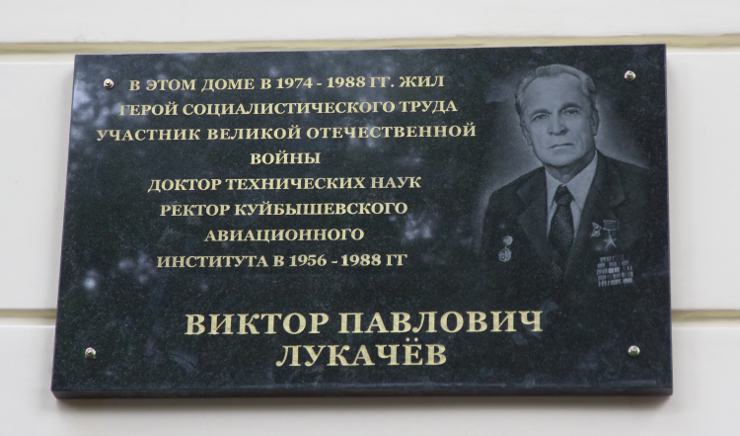 В ЭТОМ ДОМЕ В 1974 - 1988 ГГ. ЖИЛ
ГЕРОЙ СОЦИАЛИСТИЧЕСКОГО ТРУДА
УЧАСТНИК ВЕЛИКОЙ ОТЕЧЕСТВЕННОЙ
ВОЙНЫ
ДОКТОР ТЕХНИЧЕСКИХ НАУК
РЕКТОР КУЙБЫШЕВСКОГО
АВИАЦИОННОГО
ИНСТИТУТА В 1956 - 1988 ГГ
ВИКТОР ПАВЛОВИЧ
ЛУКАЧЁВ